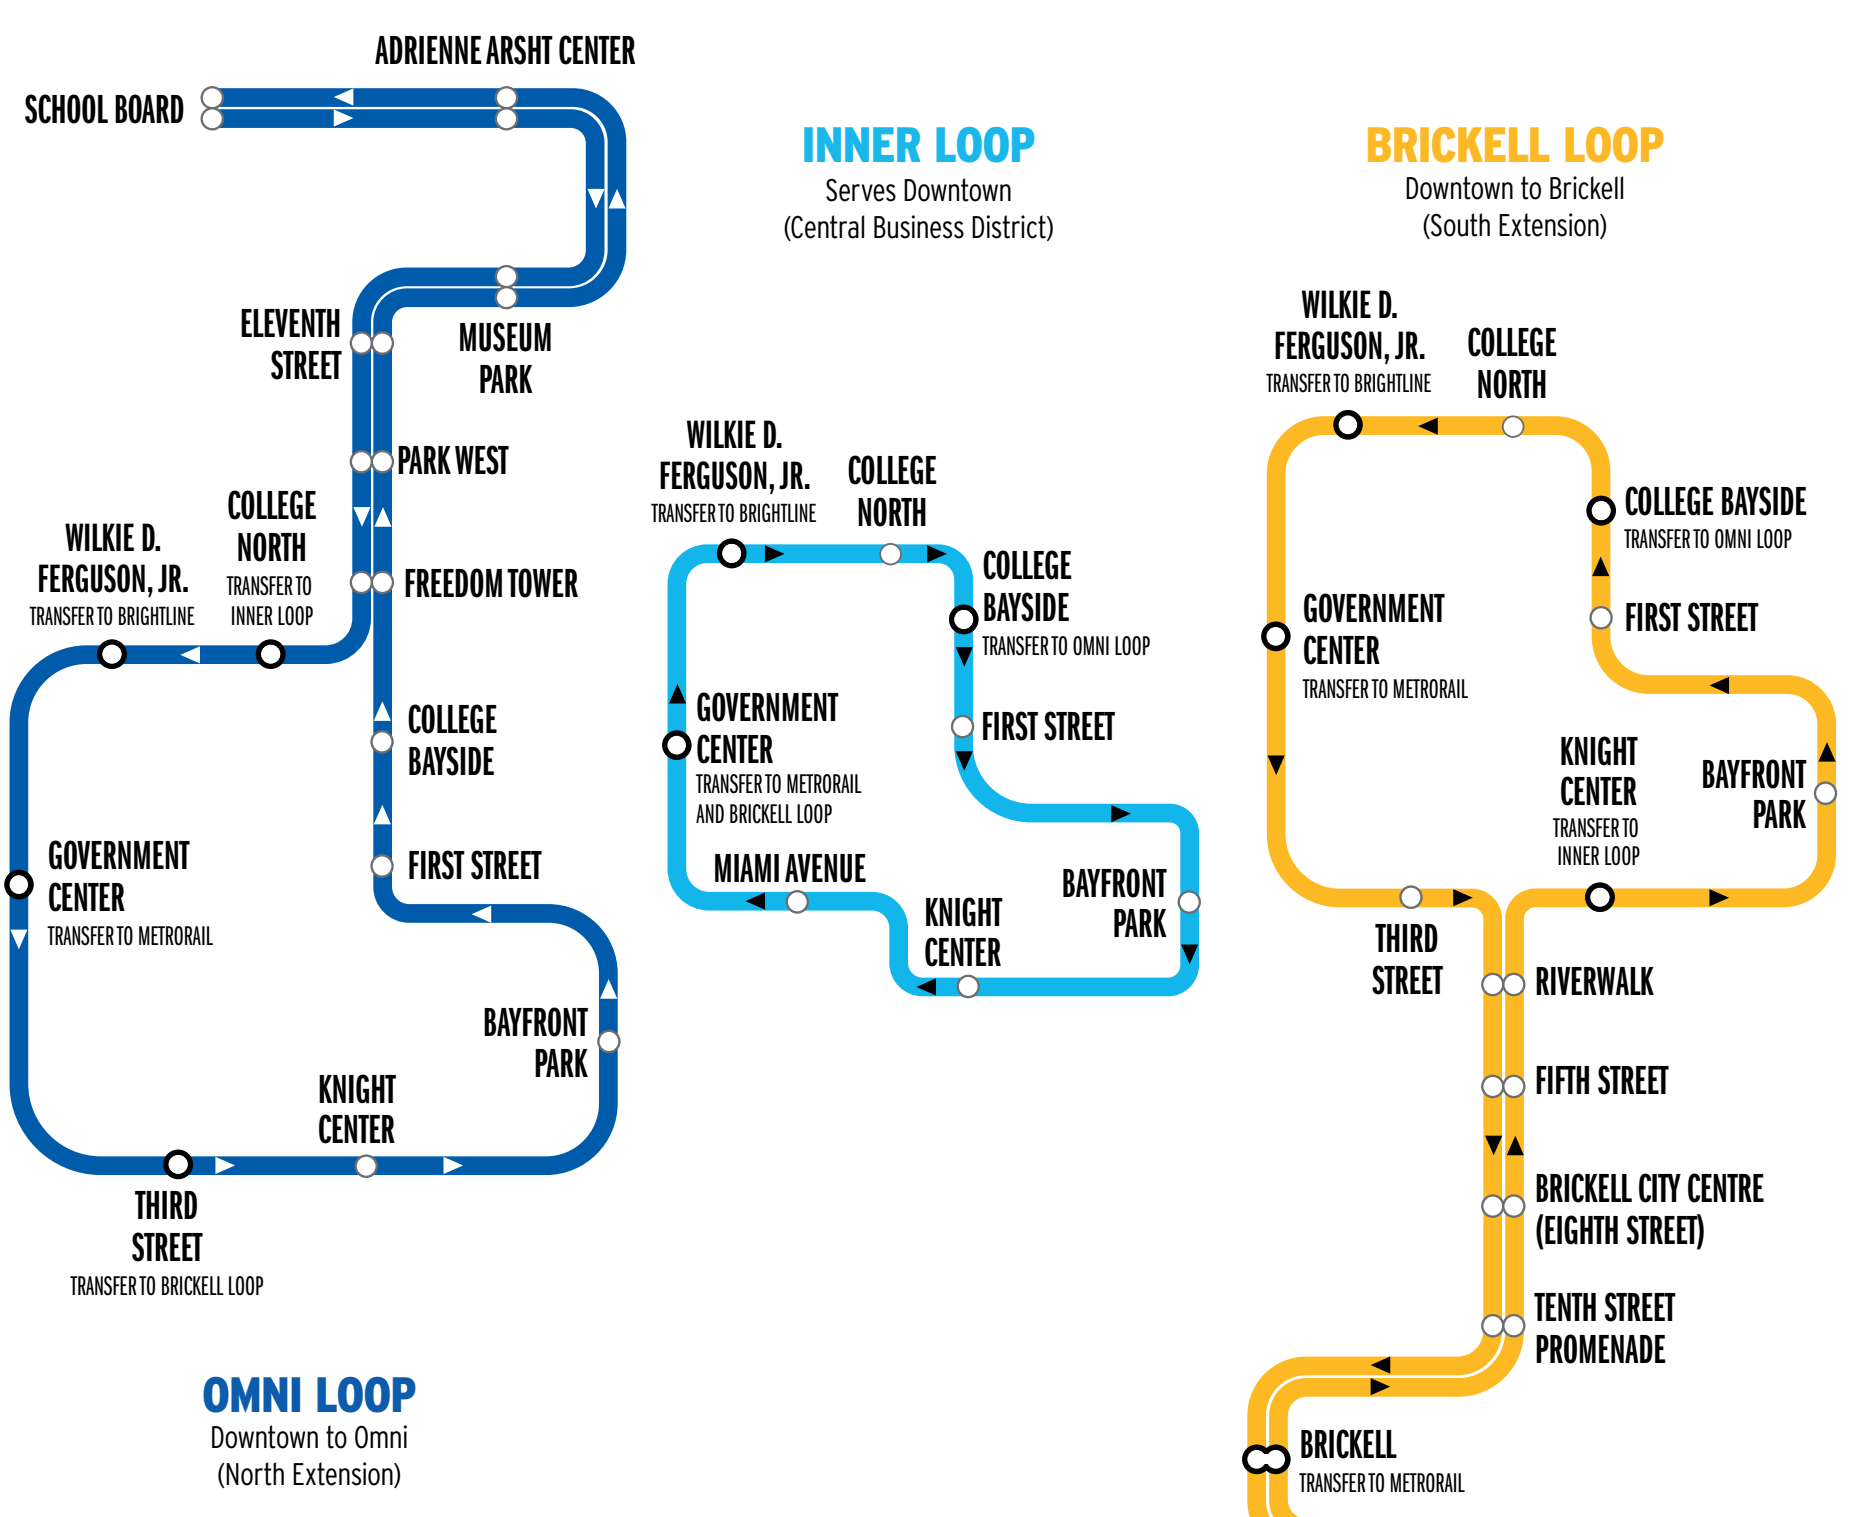 ADRIENNE ARSHT CENTER
SCHOOL BOARD
ELEVENTH
STREET
MUSEUM
PARK
PARK WEST
COLLEGE
NORTH
TRANSFER TO
INNER LOOP
WILKIE D.
FERGUSON, JR.
TRANSFER TO BRIGHTLINE
FREEDOM TOWER
COLLEGE
BAYSIDE
FIRST STREET
GOVERNMENT
CENTER
TRANSFER TO METRORAIL
BAYFRONT
PARK
KNIGHT
CENTER
THIRD
STREET
TRANSFER TO BRICKELL LOOP
OMNI LOOP
Downtown to Omni
(North Extension)
INNER LOOP
Serves Downtown
(Central Business District)
WILKIE D.
FERGUSON, JR.
TRANSFER TO BRIGHTLINE
COLLEGE
NORTH
COLLEGE
BAYSIDE
TRANSFER TO OMNI LOOP
GOVERNMENT
CENTER
TRANSFER TO METRORAIL
AND BRICKELL LOOP
FIRST STREET
MIAMI AVENUE
KNIGHT
CENTER
BAYFRONT
PARK
BRICKELL LOOP
Downtown to Brickell
(South Extension)
WILKIE D.
FERGUSON, JR.
TRANSFER TO BRIGHTLINE
COLLEGE
NORTH
COLLEGE BAYSIDE
TRANSFER TO OMNI LOOP
GOVERNMENT
CENTER
TRANSFER TO METRORAIL
FIRST STREET
KNIGHT
CENTER
TRANSFER TO
INNER LOOP
BAYFRONT
PARK
THIRD
STREET
RIVERWALK
FIFTH STREET
BRICKELL CITY CENTRE
(EIGHTH STREET)
TENTH STREET
PROMENADE
BRICKELL
TRANSFER TO METRORAIL